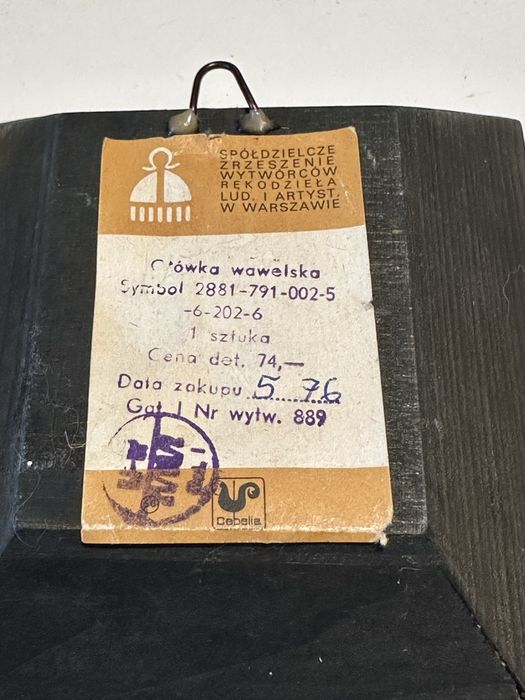 SPÓŁDZIELCZE
ZRZESZENIE
WYTWÓRCÓW
RĘKODZIEŁA
LUD. I ARTYST.
W WARSZAWIE
Główka wawelska
Symbol 2881-791-002-5
-6-202-6
1 sztuka
Cena det. 74,—
Data zakupu 5 76
Gat I Nr wytw. 889
Cepelia